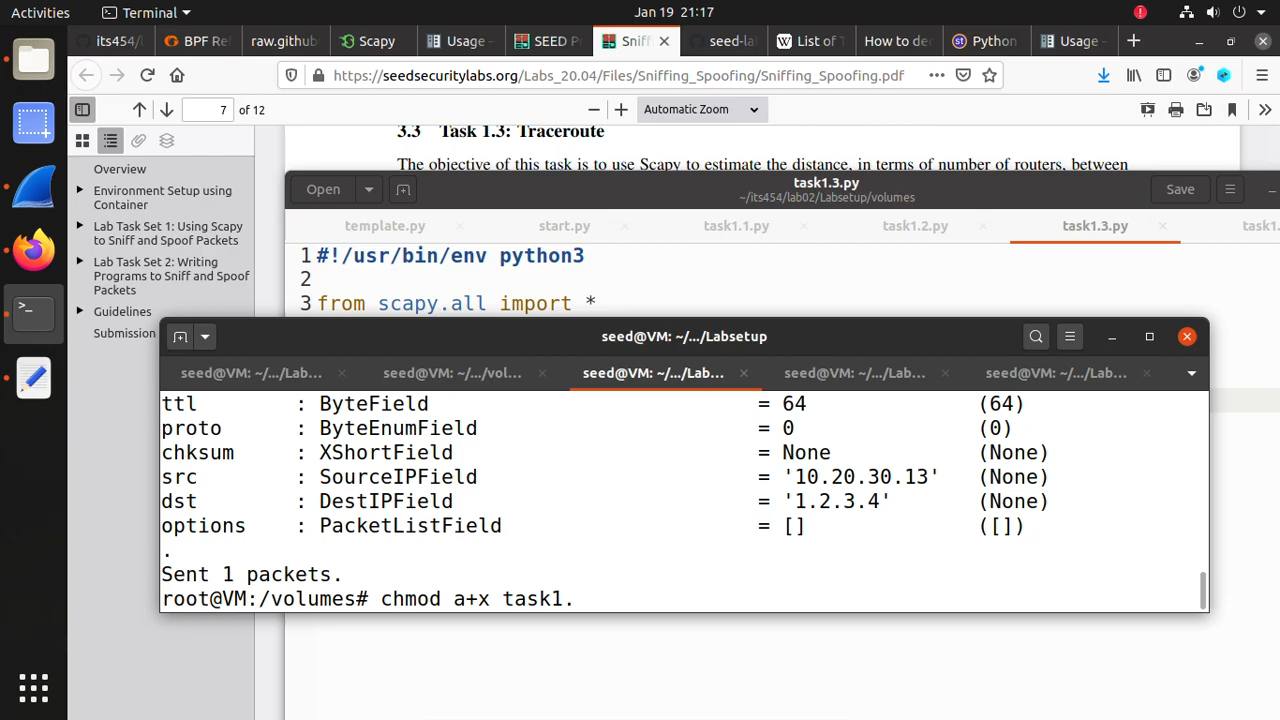 Activities
Terminal
Jan 19 21:17
its454/l
BPF Re
raw.github
Scapy
Usage
SEED P
Sniff
seed-la
List of T
How to dec
Python
Usage
https://seedsecuritylabs.org/Labs_20.04/Files/Sniffing_Spoofing/Sniffing_Spoofing.pdf
7
of 12
Automatic Zoom
Overview
Environment Setup using
Container
Lab Task Set 1: Using Scapy
to Sniff and Spoof Packets
Lab Task Set 2: Writing
Programs to Sniff and Spoof
Packets
Guidelines
Submission
3.3 Task 1.3: Traceroute
The objective of this task is to use Scapy to estimate the distance, in terms of number of routers, between
Open
task1.3.py
~/its454/lab02/Labsetup/volumes
Save
template.py
start.py
task1.1.py
task1.2.py
task1.3.py
task1.
1 #!/usr/bin/env python3
2
3 from scapy.all import *
seed@VM: ~/.../Labsetup
seed@VM: ~/.../Lab...
seed@VM: ~/.../vol...
seed@VM: ~/.../Lab...
seed@VM: ~/.../Lab...
seed@VM: ~/.../Lab...
ttl : ByteField = 64 (64)
proto : ByteEnumField = 0 (0)
chksum : XShortField = None (None)
src : SourceIPField = '10.20.30.13' (None)
dst : DestIPField = '1.2.3.4' (None)
options : PacketListField = [] ([])
.
Sent 1 packets.
root@VM:/volumes# chmod a+x task1.